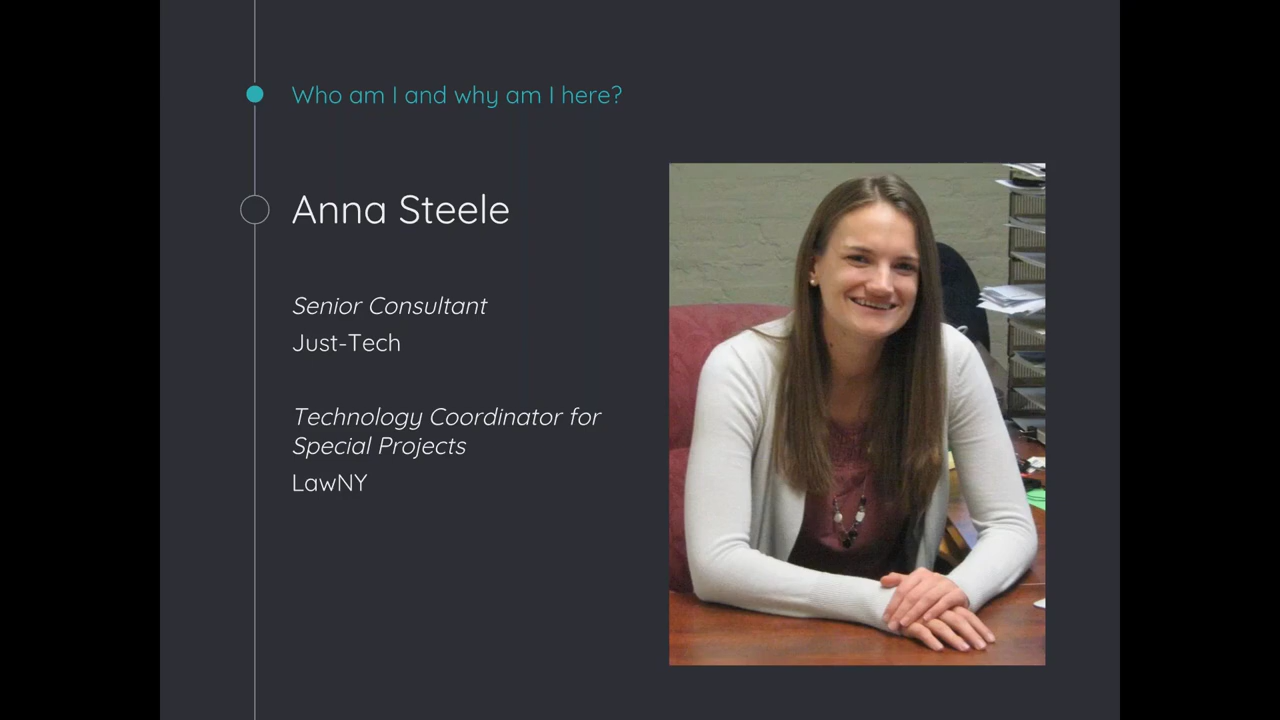 Who am I and why am I here?
Anna Steele
Senior Consultant
Just-Tech
Technology Coordinator for
Special Projects
LawNY